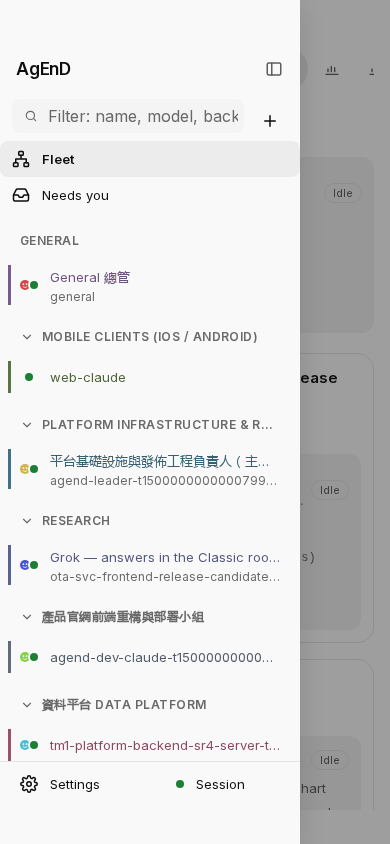 AgEnD
Filter: name, model, back
Fleet
Needs you
Idle
GENERAL
General 總管
general
MOBILE CLIENTS (IOS / ANDROID)
web-claude
ease
PLATFORM INFRASTRUCTURE & R...
平台基礎設施與發佈工程負責人（主...
agend-leader-t1500000000000799...
Idle
RESEARCH
Grok — answers in the Classic roo...
s)
ota-svc-frontend-release-candidate...
產品官網前端重構與部署小組
agend-dev-claude-t15000000000...
資料平台 DATA PLATFORM
tm1-platform-backend-sr4-server-t...
Idle
Settings
Session
hart